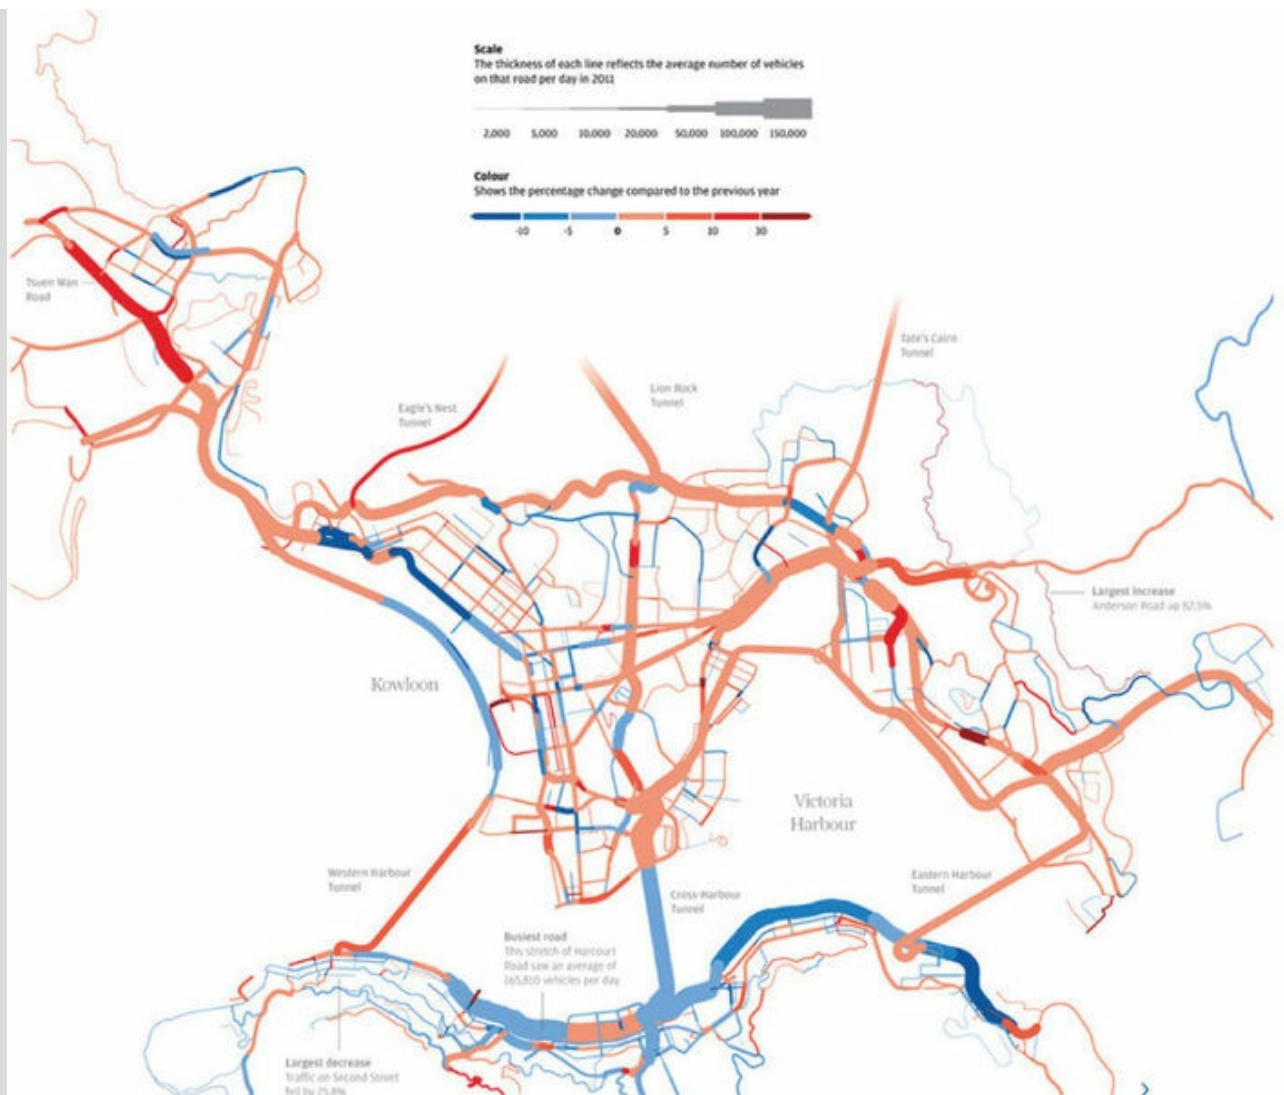 Scale
The thickness of each line reflects the average number of vehicles
on that road per day in 2011
2,000 5,000 10,000 20,000 50,000 100,000 150,000
Colour
Shows the percentage change compared to the previous year
-10 -5 0 5 10 30
Tsuen Wan
Road
Tate's Cairn
Tunnel
Lion Rock
Tunnel
Eagle's Nest
Tunnel
Largest increase
Anderson Road up 82.5%
Kowloon
Victoria
Harbour
Western Harbour
Tunnel
Eastern Harbour
Tunnel
Cross-Harbour
Tunnel
Busiest road
This stretch of Harcourt
Road saw an average of
165,810 vehicles per day
Largest decrease
Traffic on Second Street
fell by 75.8%